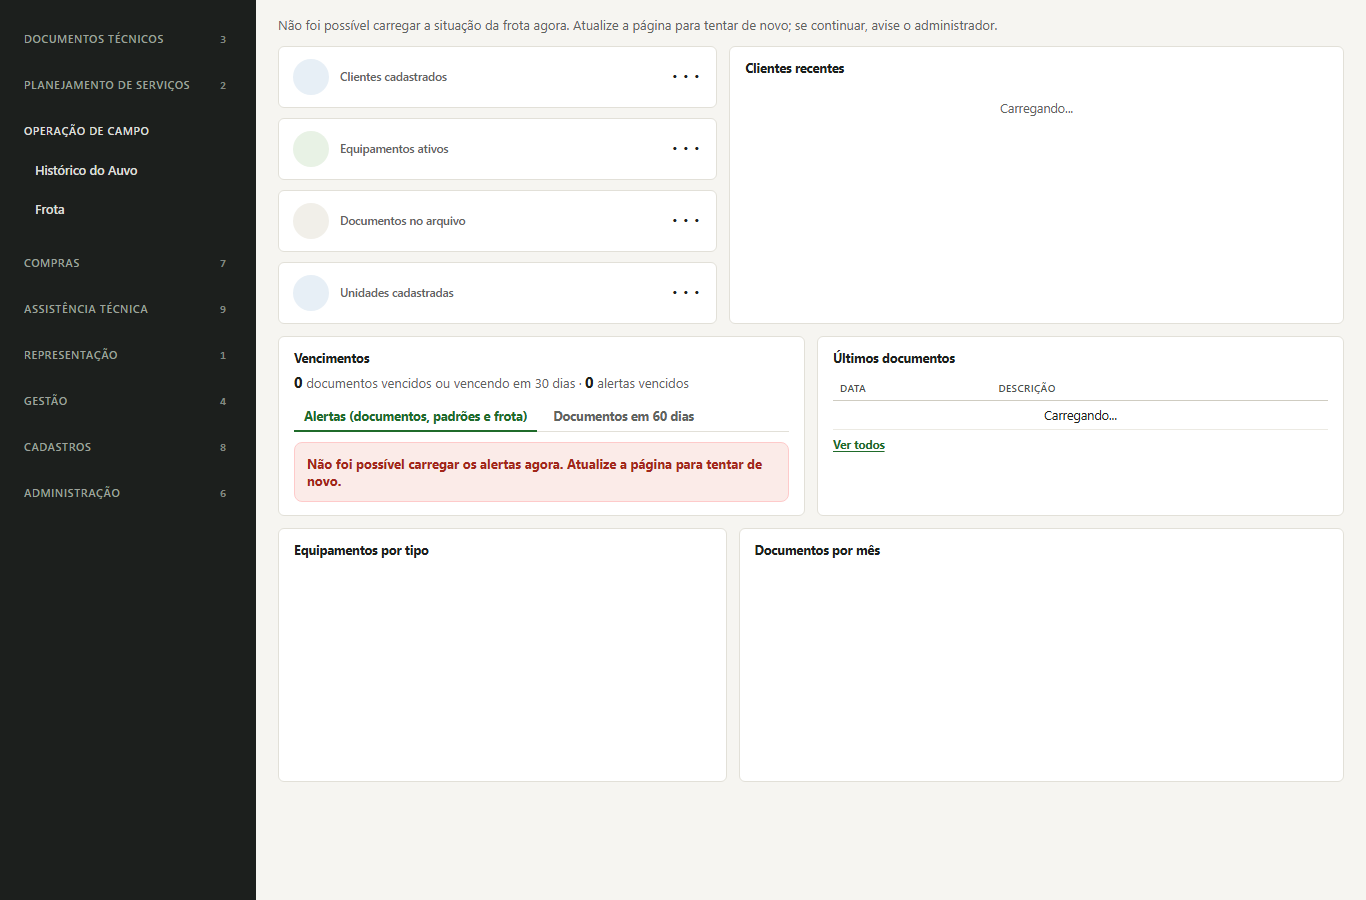 DOCUMENTOS TÉCNICOS 3
PLANEJAMENTO DE SERVIÇOS 2
OPERAÇÃO DE CAMPO
Histórico do Auvo
Frota
COMPRAS 7
ASSISTÊNCIA TÉCNICA 9
REPRESENTAÇÃO 1
GESTÃO 4
CADASTROS 8
ADMINISTRAÇÃO 6
Não foi possível carregar a situação da frota agora. Atualize a página para tentar de novo; se continuar, avise o administrador.
Clientes cadastrados ...
Equipamentos ativos ...
Documentos no arquivo ...
Unidades cadastradas ...
Clientes recentes
Carregando...
Vencimentos
0 documentos vencidos ou vencendo em 30 dias · 0 alertas vencidos
Alertas (documentos, padrões e frota) Documentos em 60 dias
Não foi possível carregar os alertas agora. Atualize a página para tentar de
novo.
Últimos documentos
DATA DESCRIÇÃO
Carregando...
Ver todos
Equipamentos por tipo
Documentos por mês